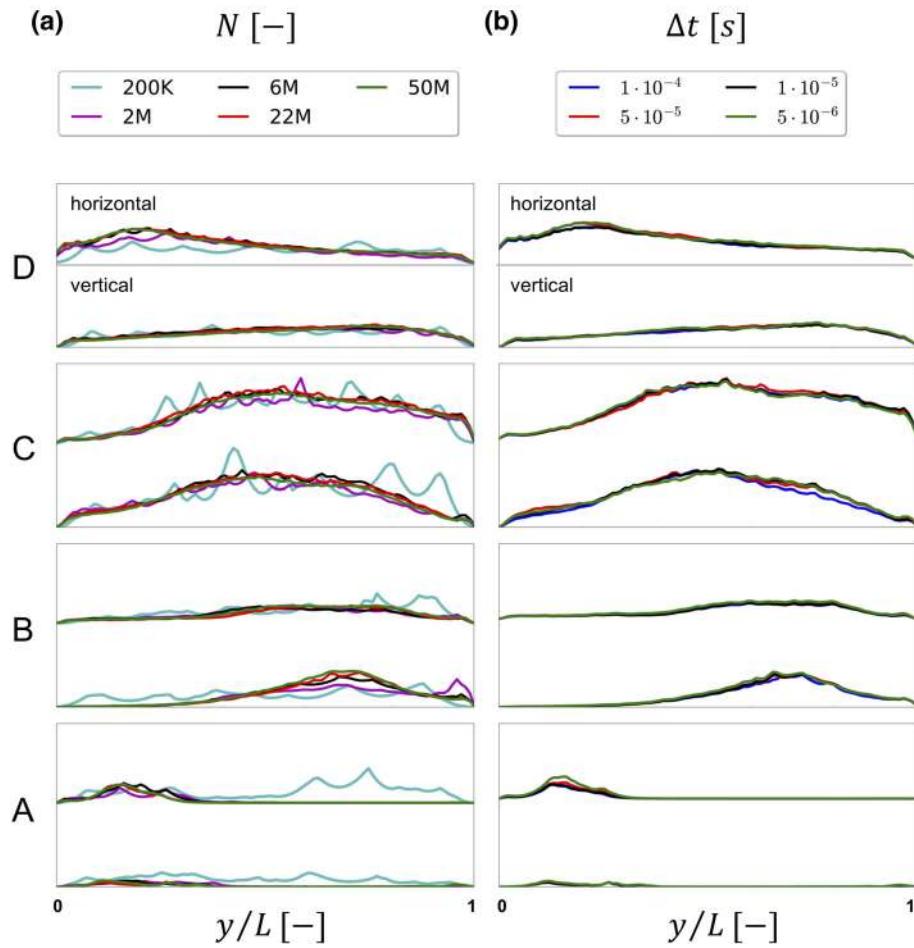 (a) N [−] (b) Δt [s]
200K 6M 50M 1 · 10⁻⁴ 1 · 10⁻⁵
2M 22M 5 · 10⁻⁵ 5 · 10⁻⁶
horizontal horizontal
D
vertical vertical
C
B
A
0 1 0 1
y/L [−] y/L [−]